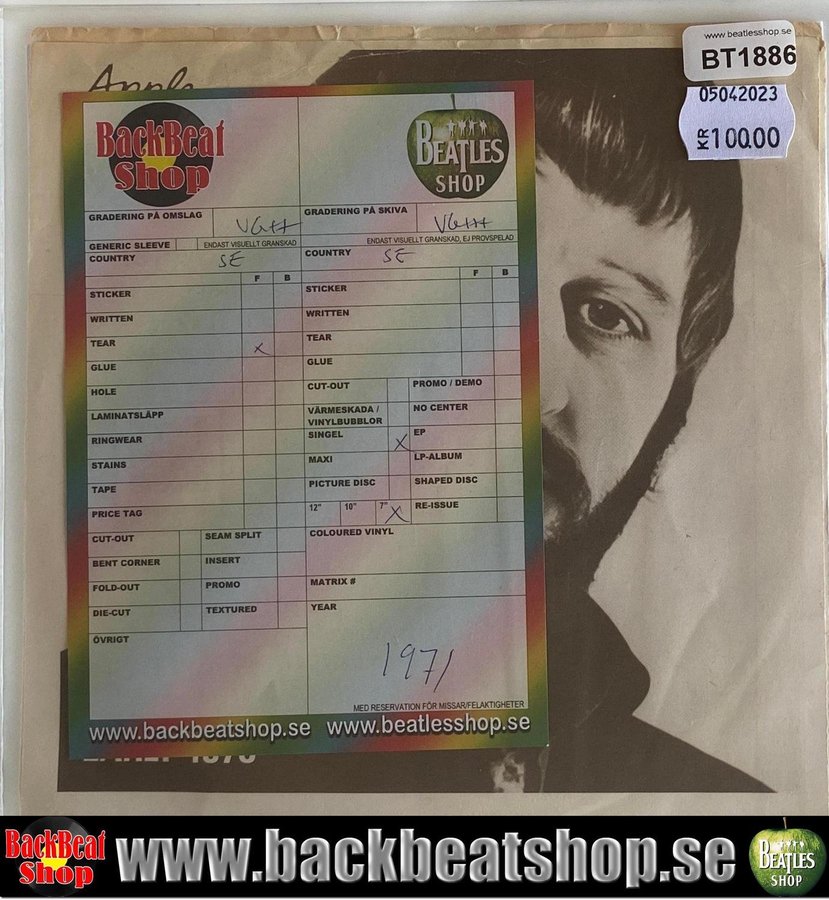 www.beatlesshop.se
BT1886
05042023
KR 100.00
Apple
BackBeat
Shop
BEATLES
SHOP
GRADERING PÅ OMSLAG VG++
GRADERING PÅ SKIVA VG++
GENERIC SLEEVE ENDAST VISUELLT GRANSKAD
ENDAST VISUELLT GRANSKAD, EJ PROVSPELAD
COUNTRY SE
COUNTRY SE
F B
F B
STICKER
STICKER
WRITTEN
WRITTEN
TEAR X
TEAR
GLUE
GLUE
HOLE
CUT-OUT PROMO / DEMO
LAMINATSLÄPP
VÄRMESKADA / NO CENTER
VINYLBUBBLOR
RINGWEAR
SINGEL X EP
STAINS
MAXI LP-ALBUM
TAPE
PICTURE DISC SHAPED DISC
PRICE TAG
12" 10" 7" X RE-ISSUE
CUT-OUT SEAM SPLIT
COLOURED VINYL
BENT CORNER INSERT
FOLD-OUT PROMO
MATRIX #
DIE-CUT TEXTURED
YEAR
ÖVRIGT
1971
MED RESERVATION FÖR MISSAR/FELAKTIGHETER
www.backbeatshop.se www.beatlesshop.se
BackBeat
Shop
www.backbeatshop.se
BEATLES
SHOP